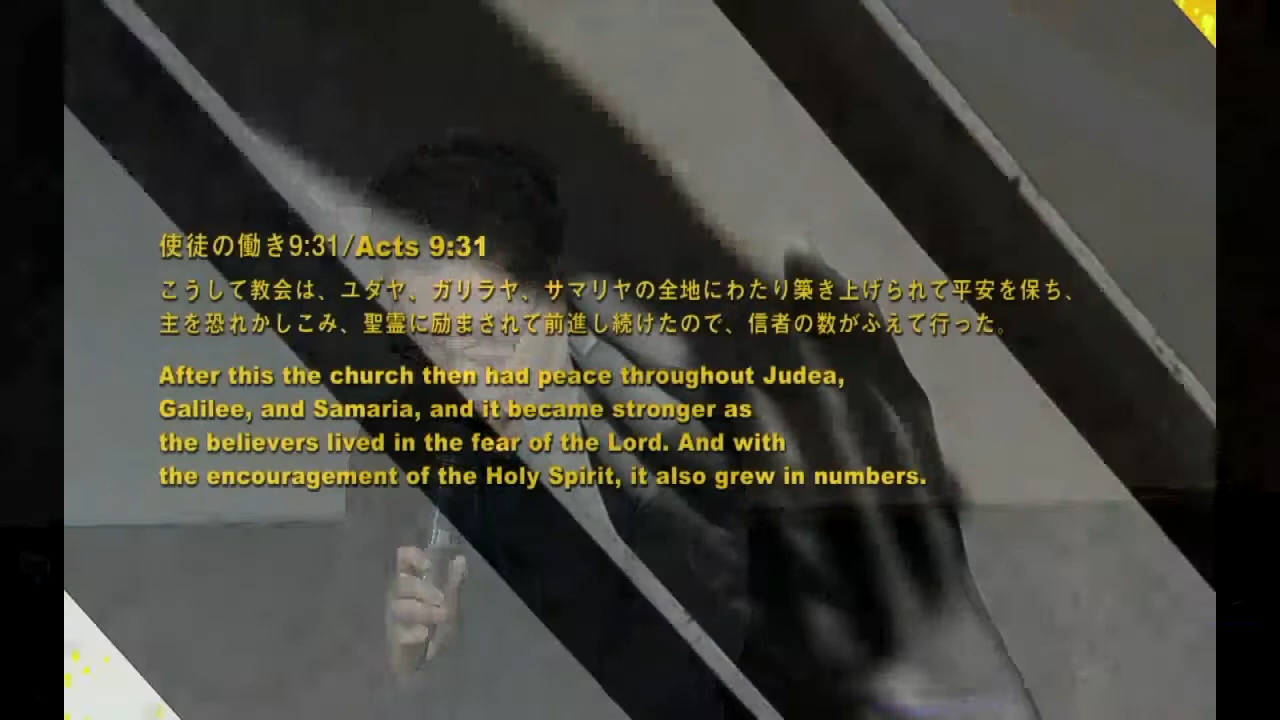 使徒の働き9:31/Acts 9:31
こうして教会は、ユダヤ、ガリラヤ、サマリヤの全地にわたり築き上げられて平安を保ち、
主を恐れかしこみ、聖霊に励まされて前進し続けたので、信者の数がふえて行った。
After this the church then had peace throughout Judea,
Galilee, and Samaria, and it became stronger as
the believers lived in the fear of the Lord. And with
the encouragement of the Holy Spirit, it also grew in numbers.